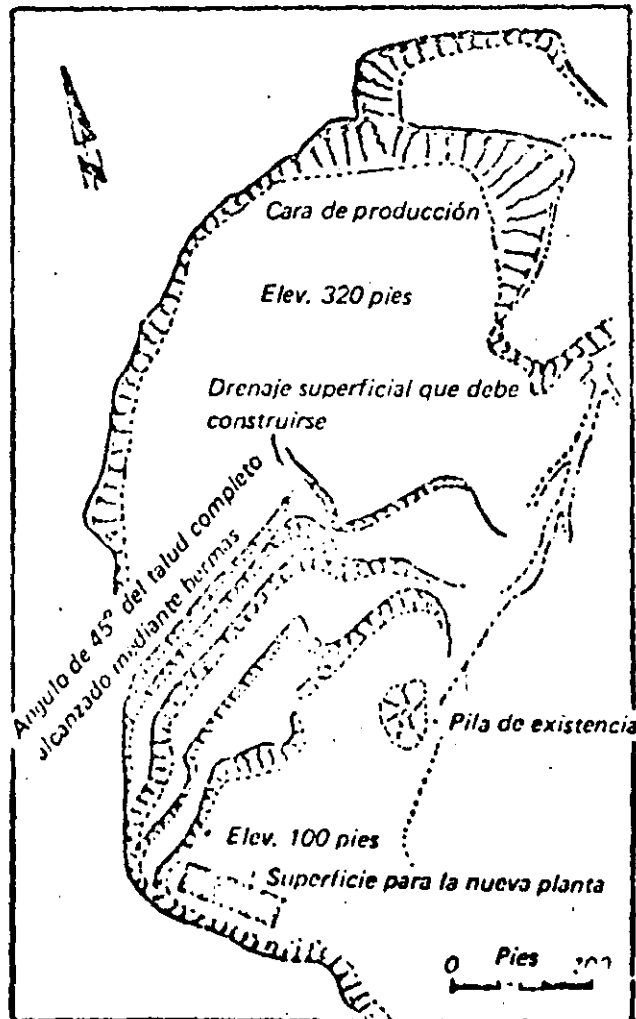 Cara de producción
Elev. 320 pies
Drenaje superficial que debe
construirse
Angulo de 45º del talud completo
alcanzado mediante bermas
Pila de existencia
Elev. 100 pies
Superficie para la nueva planta
0 Pies
N